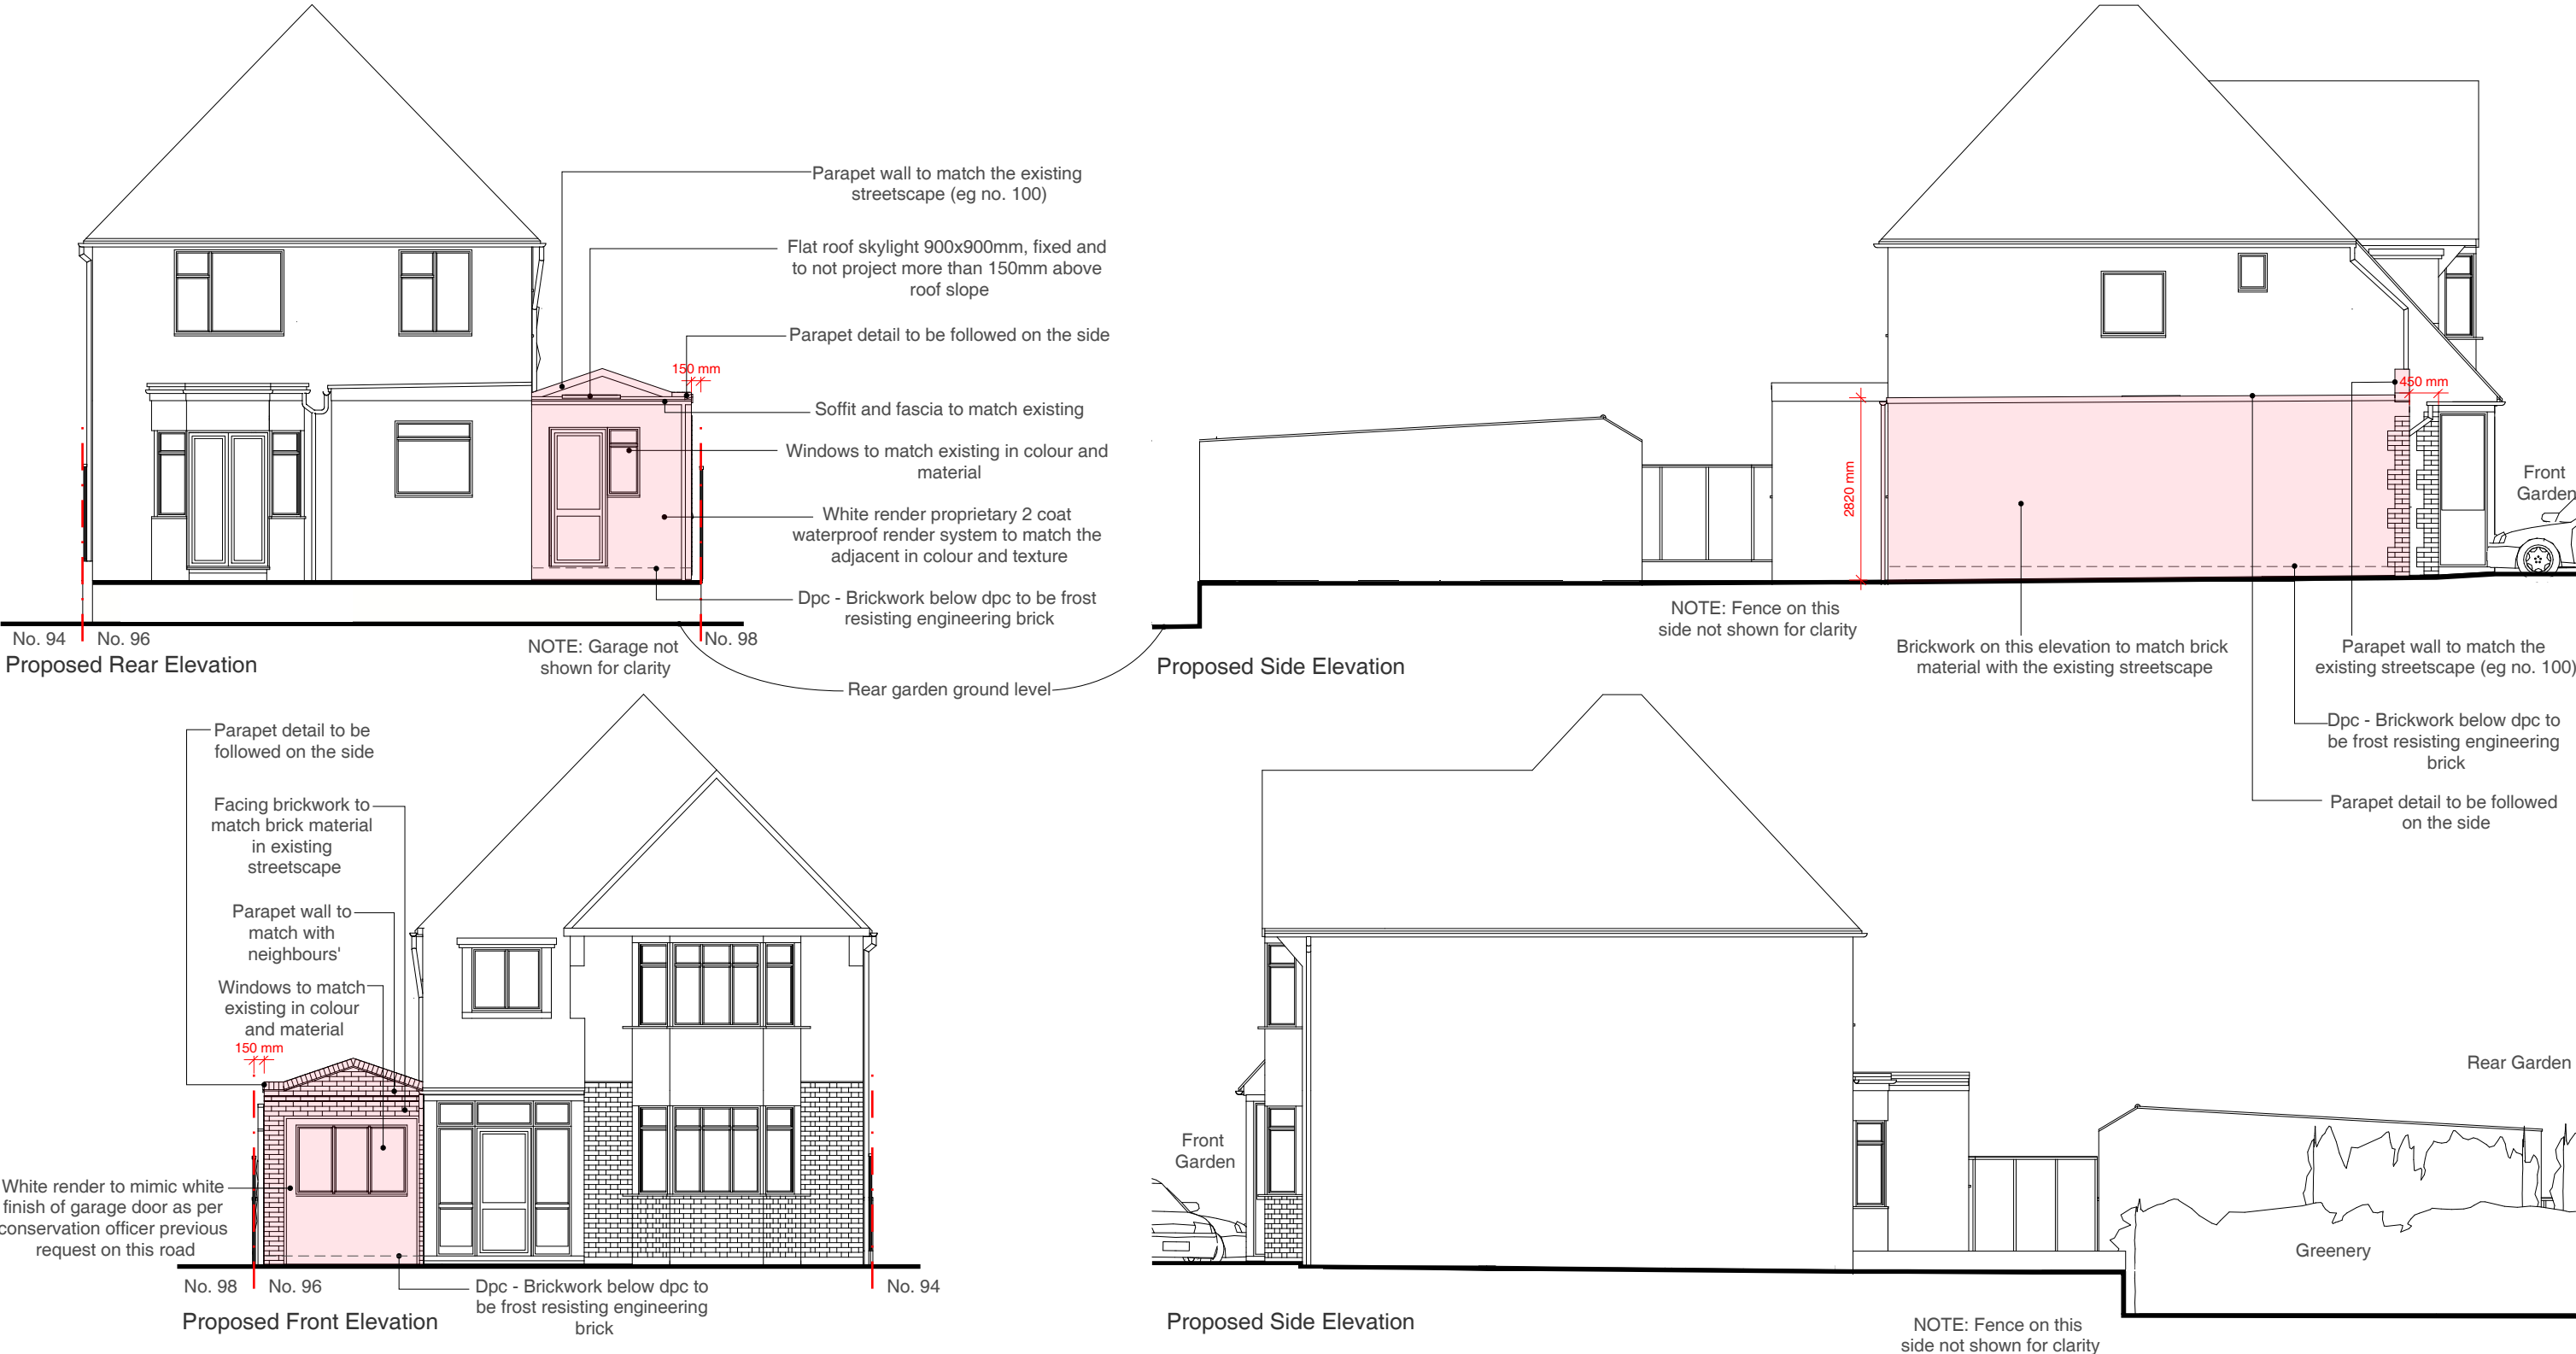 Parapet wall to match the existing
streetscape (eg no. 100)
Flat roof skylight 900x900mm, fixed and
to not project more than 150mm above
roof slope
Parapet detail to be followed on the side
150 mm
Soffit and fascia to match existing
Windows to match existing in colour and
material
White render proprietary 2 coat
waterproof render system to match the
adjacent in colour and texture
Dpc - Brickwork below dpc to be frost
resisting engineering brick
No. 94
No. 96
NOTE: Garage not
shown for clarity
No. 98
Proposed Rear Elevation
Rear garden ground level
450 mm
2820 mm
Front
Garden
NOTE: Fence on this
side not shown for clarity
Brickwork on this elevation to match brick
material with the existing streetscape
Parapet wall to match the
existing streetscape (eg no. 100)
Proposed Side Elevation
Dpc - Brickwork below dpc to
be frost resisting engineering
brick
Parapet detail to be followed
on the side
Parapet detail to be
followed on the side
Facing brickwork to
match brick material
in existing
streetscape
Parapet wall to
match with
neighbours'
Windows to match
existing in colour
and material
150 mm
White render to mimic white
finish of garage door as per
conservation officer previous
request on this road
No. 98
No. 96
Dpc - Brickwork below dpc to
be frost resisting engineering
brick
No. 94
Proposed Front Elevation
Front
Garden
Rear Garden
Greenery
Proposed Side Elevation
NOTE: Fence on this
side not shown for clarity